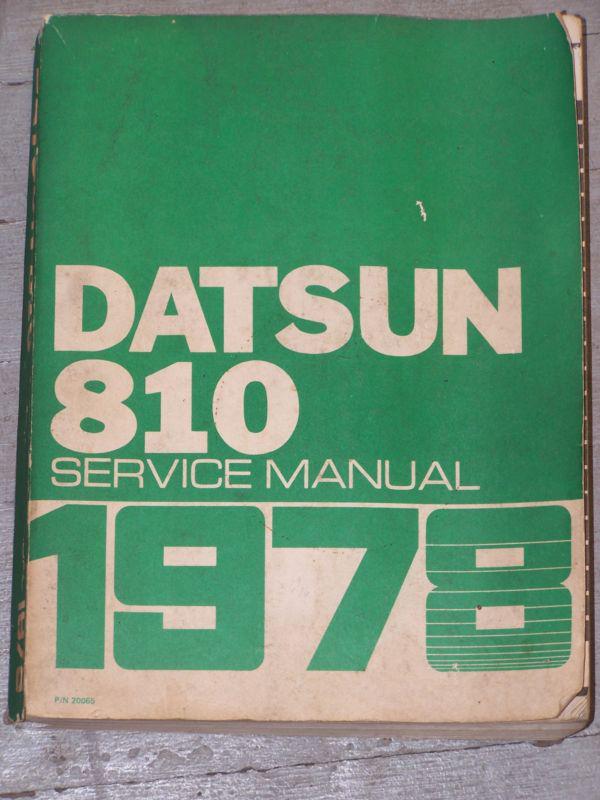 DATSUN
810
SERVICE MANUAL
1978
P/N 20065